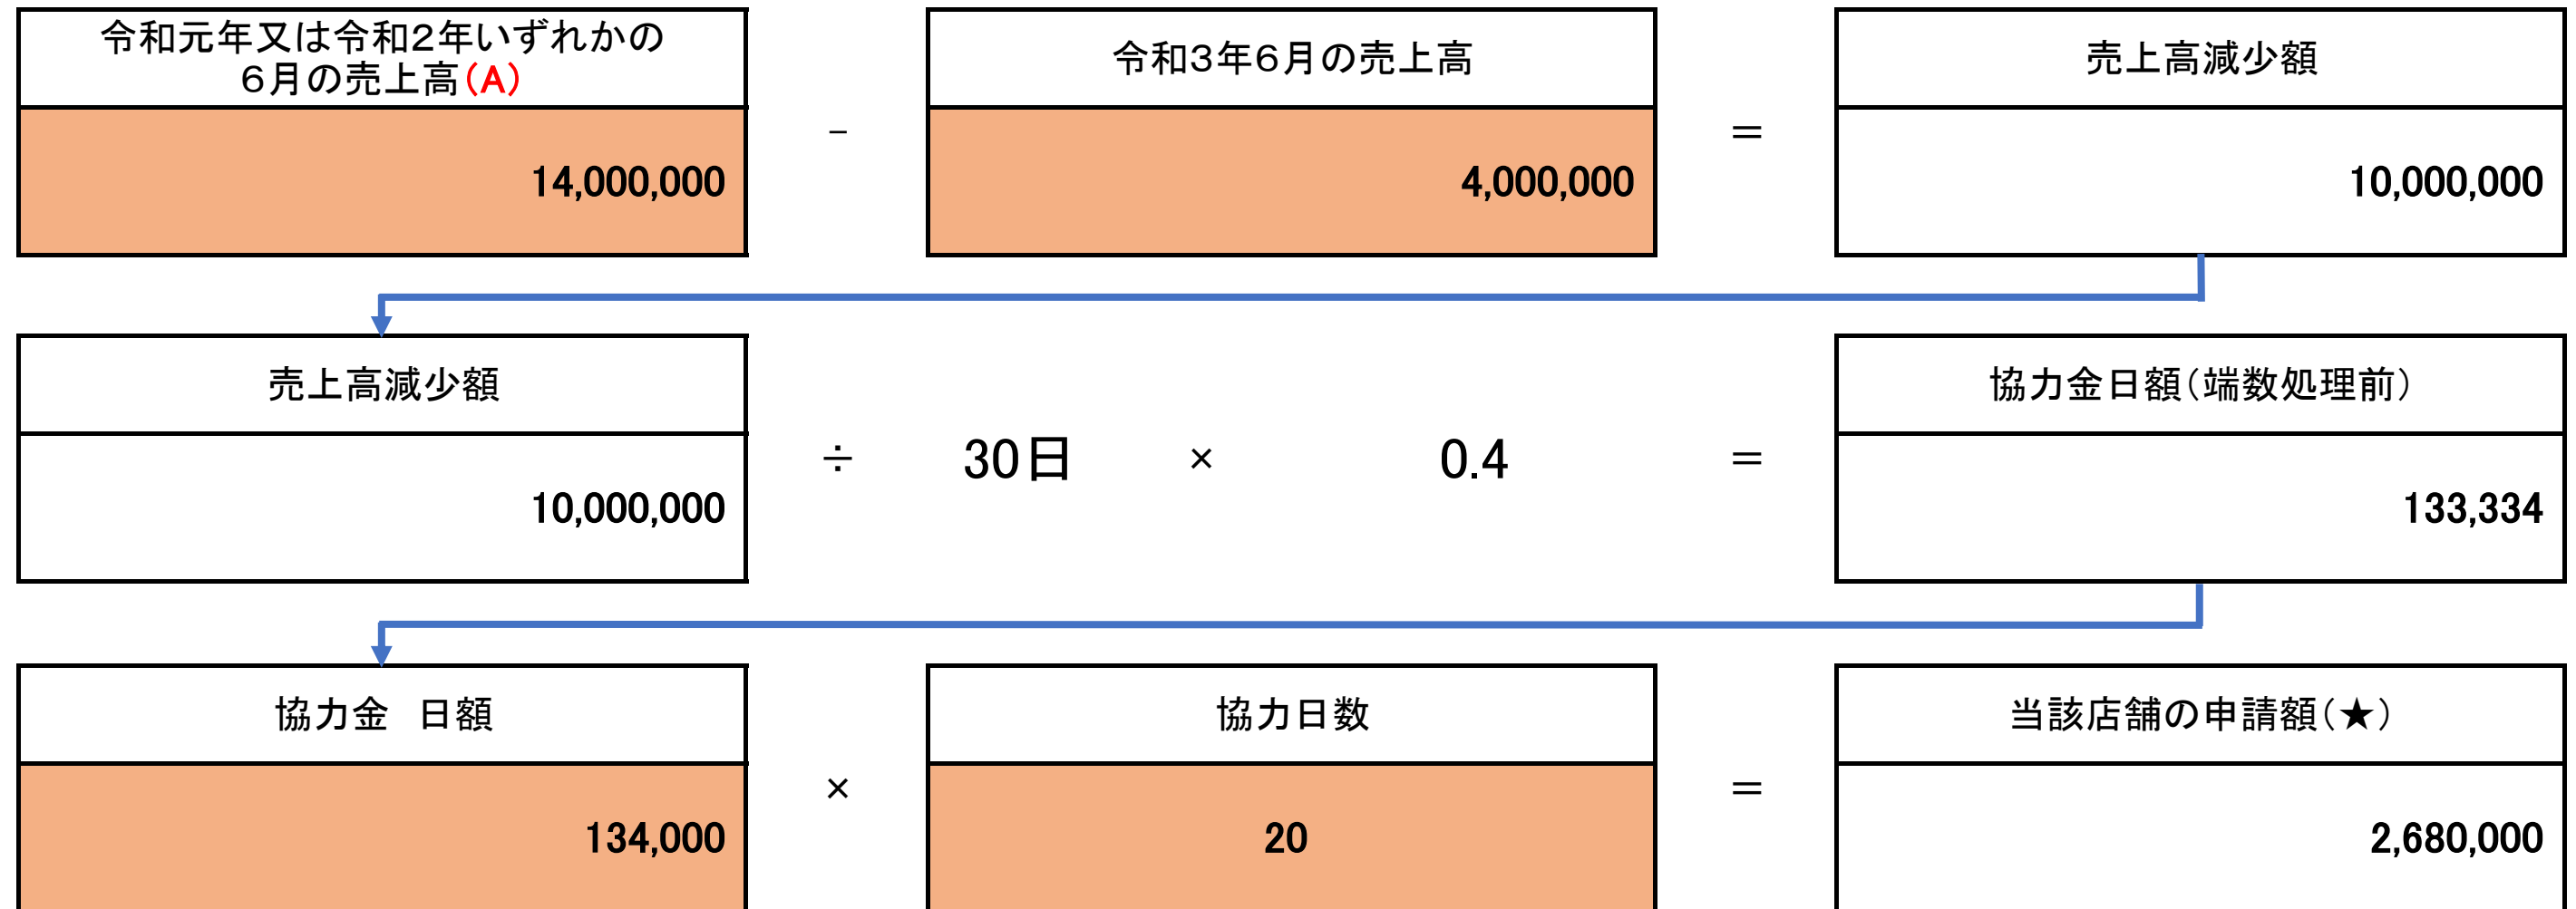 令和元年又は令和２年いずれかの
６月の売上高(A)
令和３年６月の売上高
売上高減少額
14,000,000
－
4,000,000
＝
10,000,000
売上高減少額
協力金日額（端数処理前）
10,000,000
÷
30日
×
0.4
＝
133,334
協力金　日額
協力日数
当該店舗の申請額（★）
134,000
×
20
＝
2,680,000